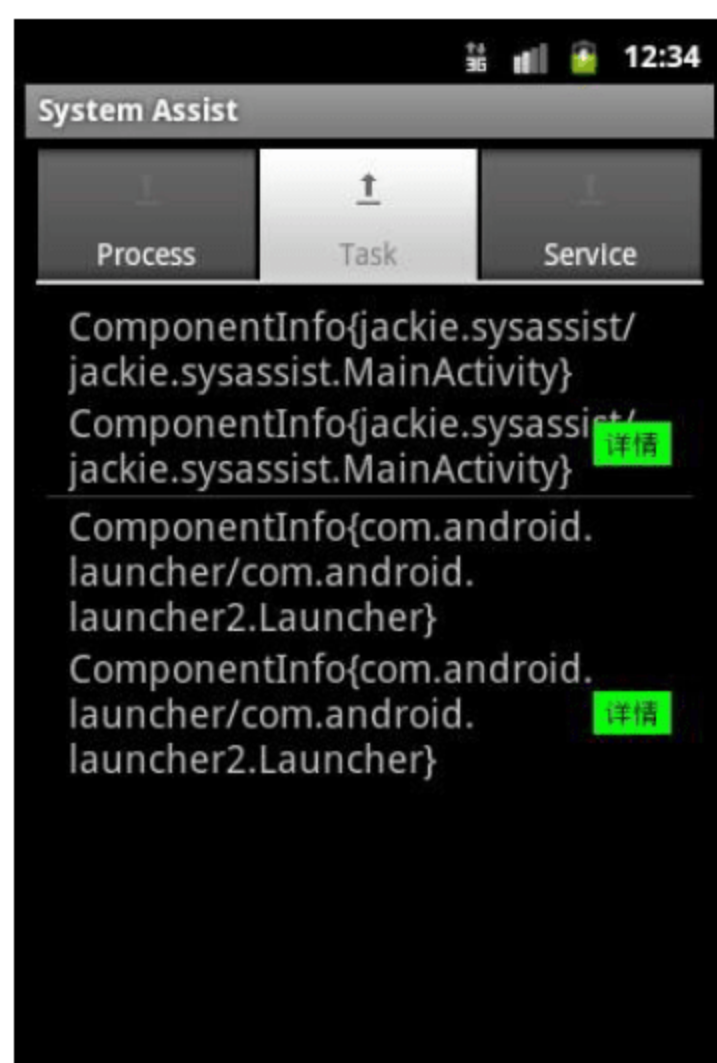 3G 12:34
System Assist
Process Task Service
ComponentInfo{jackie.sysassist/
jackie.sysassist.MainActivity}
ComponentInfo{jackie.sysassist/
jackie.sysassist.MainActivity}
详情
ComponentInfo{com.android.
launcher/com.android.
launcher2.Launcher}
ComponentInfo{com.android.
launcher/com.android.
launcher2.Launcher}
详情